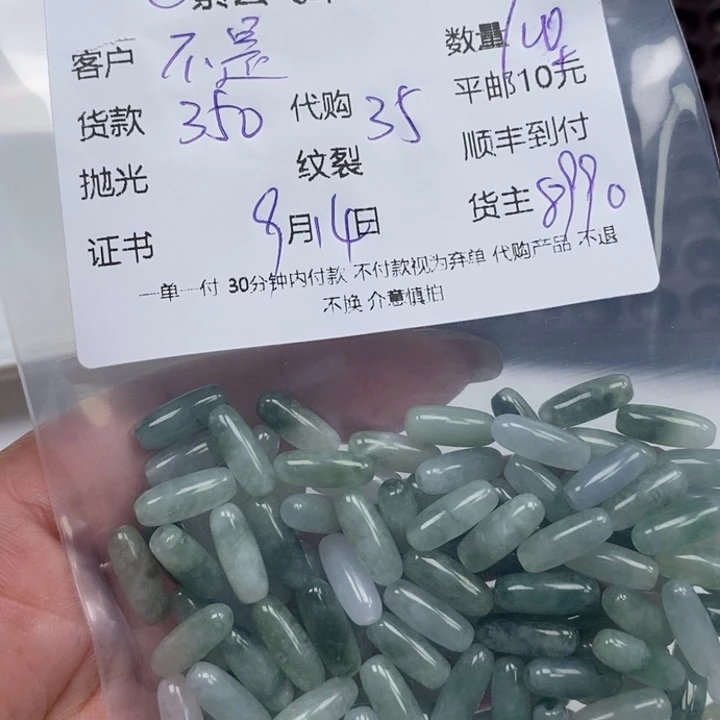 客户 不是 数量
货款 350 代购 35 平邮10元
抛光 纹裂 顺丰到付
证书 8月14日 货主 8990
一单一付 30分钟内付款 不付款视为弃单 代购产品 不退
不换 介意慎拍